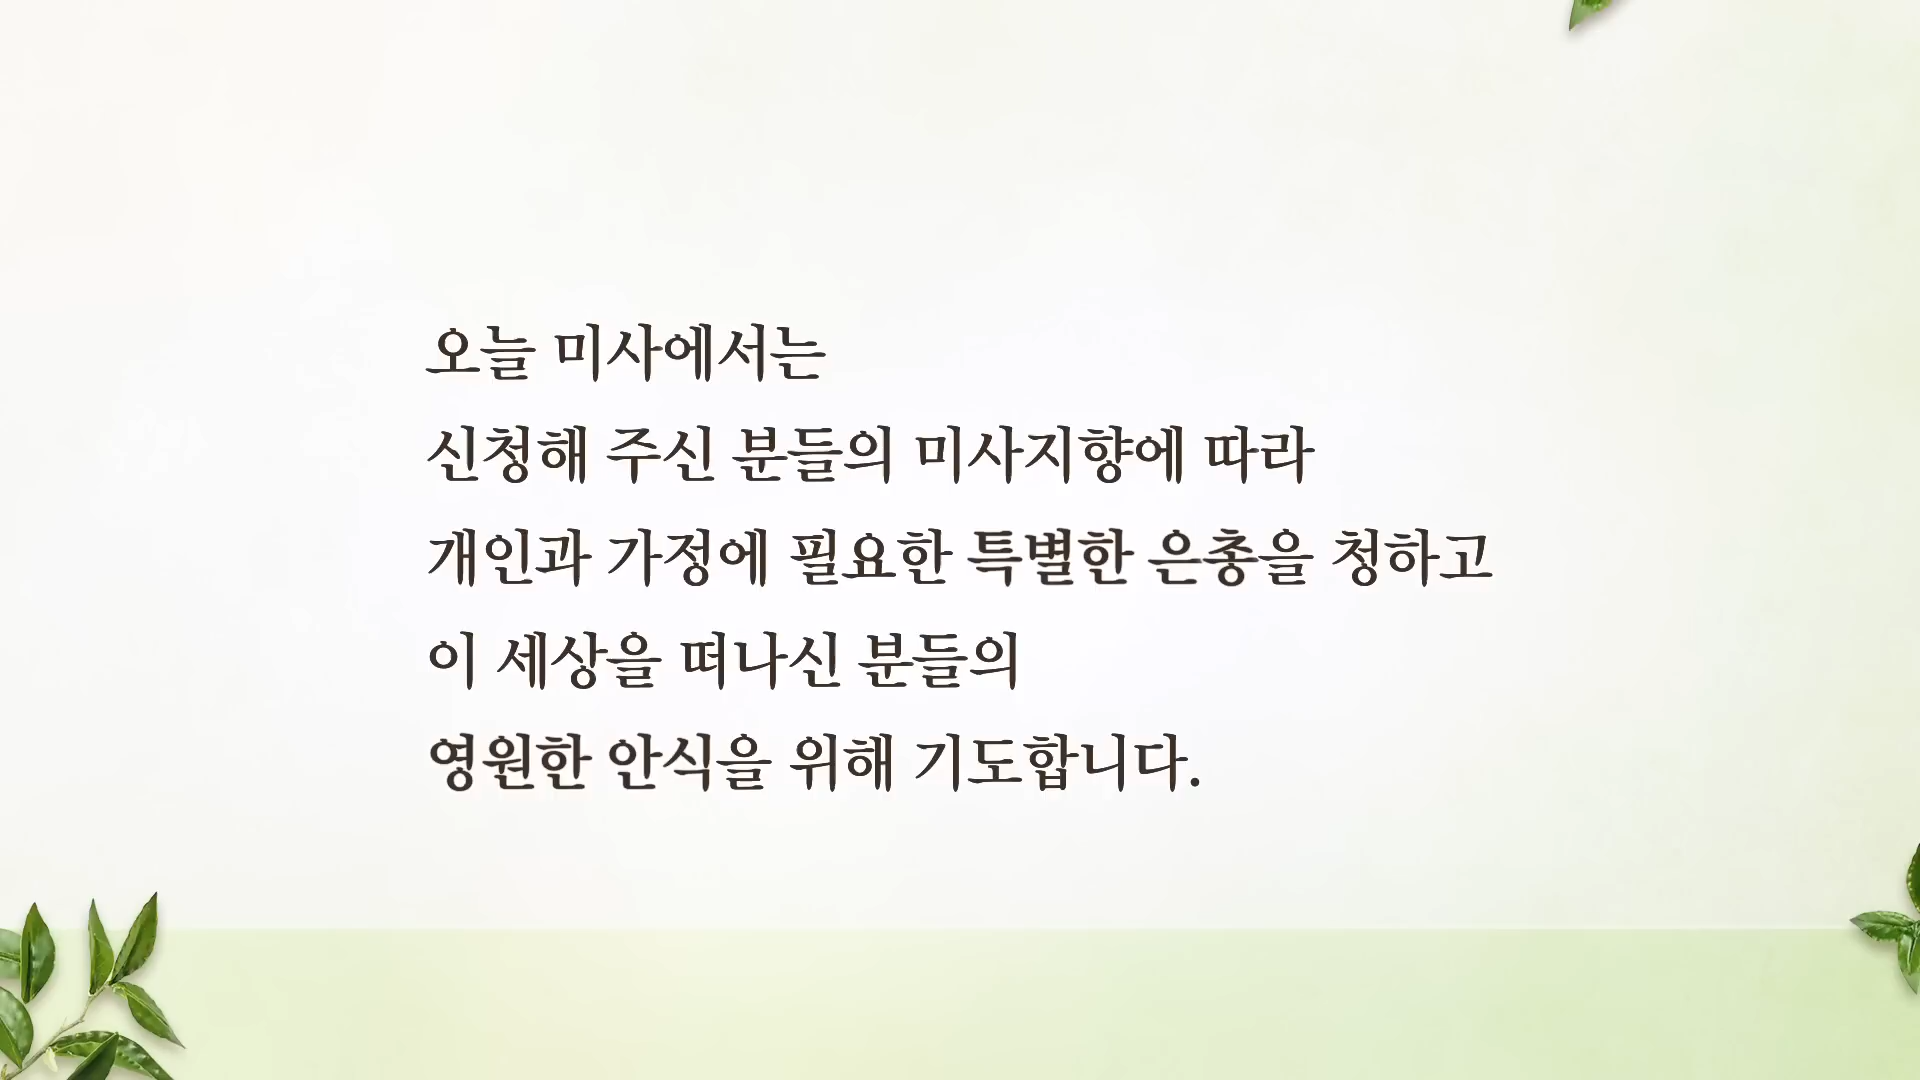 오늘 미사에서는
신청해 주신 분들의 미사지향에 따라
개인과 가정에 필요한 특별한 은총을 청하고
이 세상을 떠나신 분들의
영원한 안식을 위해 기도합니다.